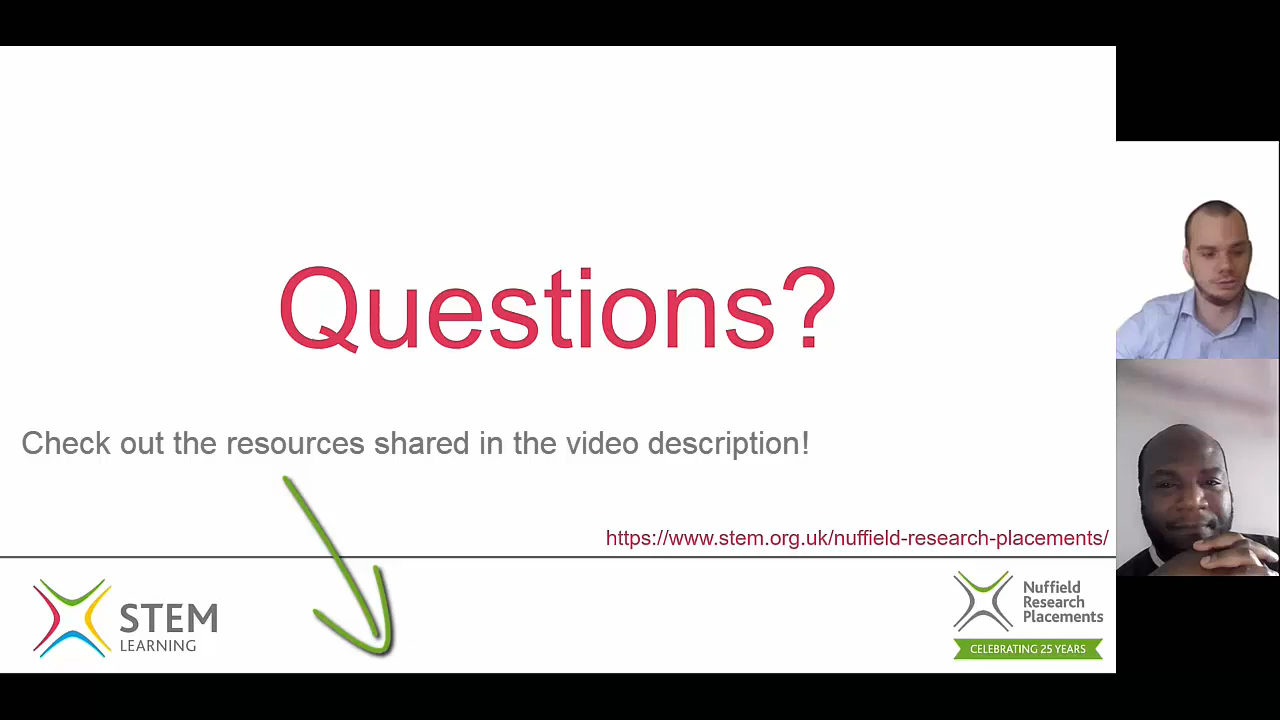 Questions?
Check out the resources shared in the video description!
https://www.stem.org.uk/nuffield-research-placements/
STEM
LEARNING
Nuffield
Research
Placements
CELEBRATING 25 YEARS